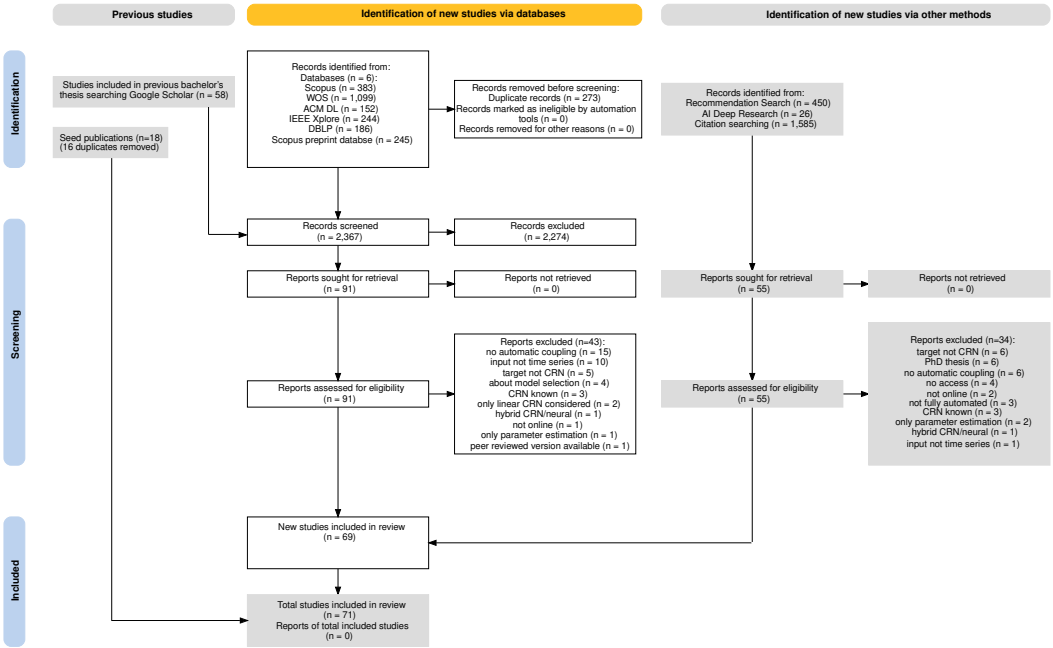 Previous studies
Identification of new studies via databases
Identification of new studies via other methods
Identification
Studies included in previous bachelor's
thesis searching Google Scholar (n = 58)
Seed publications (n=18)
(16 duplicates removed)
Records identified from:
Databases (n = 6):
Scopus (n = 383)
WOS (n = 1,099)
ACM DL (n = 152)
IEEE Xplore (n = 244)
DBLP (n = 186)
Scopus preprint databse (n = 245)
Records removed before screening:
Duplicate records (n = 273)
Records marked as ineligible by automation
tools (n = 0)
Records removed for other reasons (n = 0)
Records identified from:
Recommendation Search (n = 450)
AI Deep Research (n = 26)
Citation searching (n = 1,585)
Screening
Records screened
(n = 2,367)
Records excluded
(n = 2,274)
Reports sought for retrieval
(n = 91)
Reports not retrieved
(n = 0)
Reports sought for retrieval
(n = 55)
Reports not retrieved
(n = 0)
Reports assessed for eligibility
(n = 91)
Reports excluded (n=43):
no automatic coupling (n = 15)
input not time series (n = 10)
target not CRN (n = 5)
about model selection (n = 4)
CRN known (n = 3)
only linear CRN considered (n = 2)
hybrid CRN/neural (n = 1)
not online (n = 1)
only parameter estimation (n = 1)
peer reviewed version available (n = 1)
Reports assessed for eligibility
(n = 55)
Reports excluded (n=34):
target not CRN (n = 6)
PhD thesis (n = 6)
no automatic coupling (n = 6)
no access (n = 4)
not online (n = 2)
not fully automated (n = 3)
CRN known (n = 3)
only parameter estimation (n = 2)
hybrid CRN/neural (n = 1)
input not time series (n = 1)
Included
New studies included in review
(n = 69)
Total studies included in review
(n = 71)
Reports of total included studies
(n = 0)